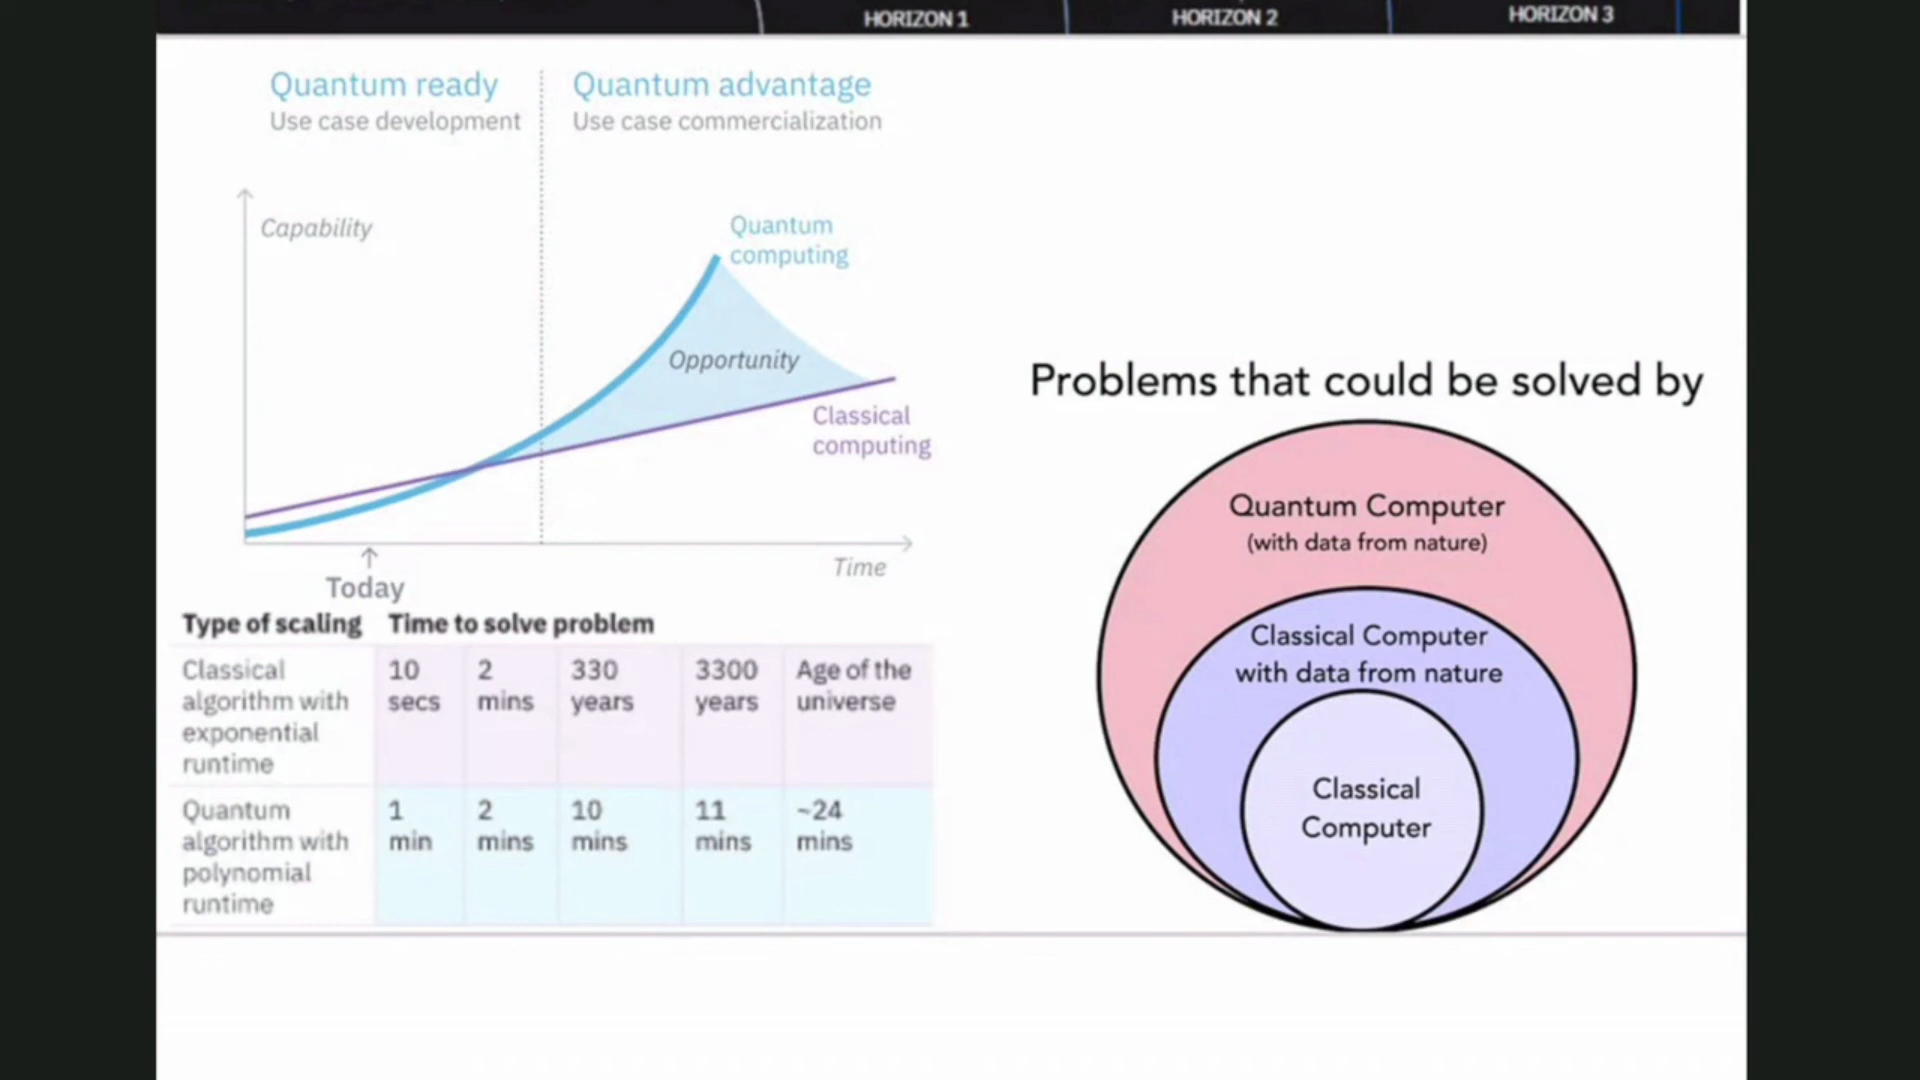 HORIZON 1
HORIZON 2
HORIZON 3
Quantum ready
Use case development
Quantum advantage
Use case commercialization
Capability
Quantum
computing
Opportunity
Classical
computing
Time
Today
Type of scaling
Time to solve problem
Classical
algorithm with
exponential
runtime
10
secs
2
mins
330
years
3300
years
Age of the
universe
Quantum
algorithm with
polynomial
runtime
1
min
2
mins
10
mins
11
mins
~24
mins
Problems that could be solved by
Quantum Computer
(with data from nature)
Classical Computer
with data from nature
Classical
Computer